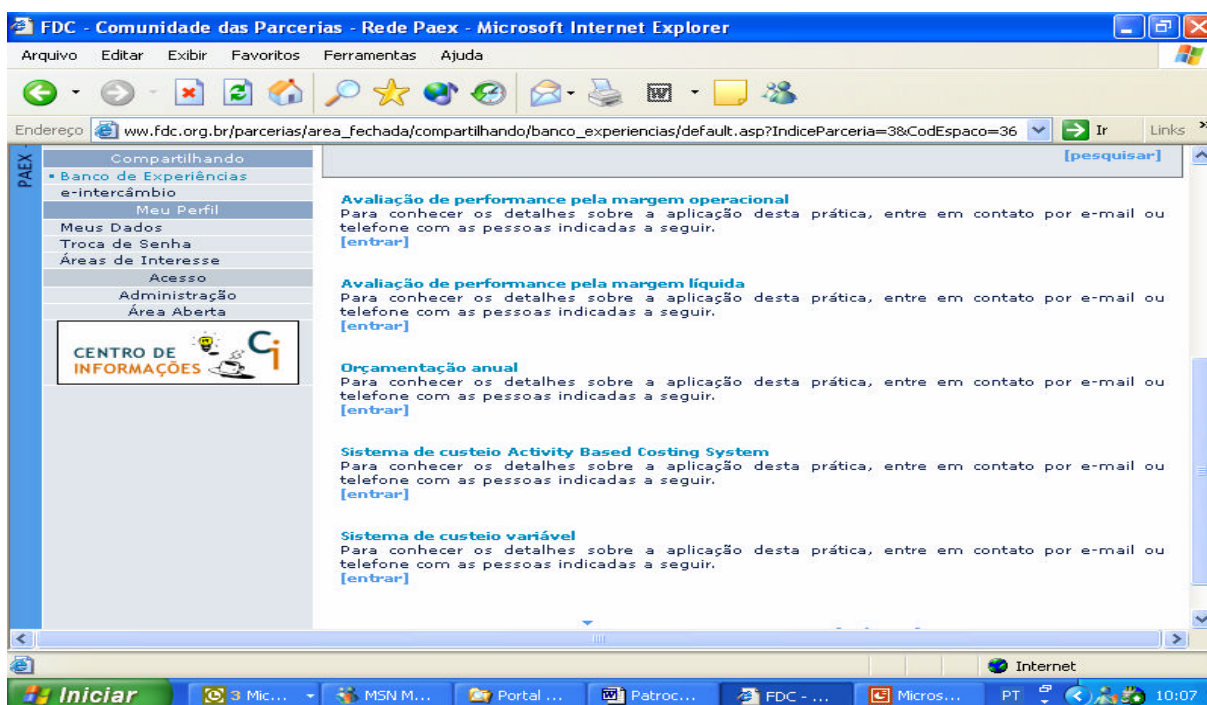 FDC - Comunidade das Parcerias - Rede Paex - Microsoft Internet Explorer
Arquivo Editar Exibir Favoritos Ferramentas Ajuda
Endereço ww.fdc.org.br/parcerias/area_fechada/compartilhando/banco_experiencias/default.asp?IndiceParceria=3&CodEspaco=36 Ir Links »
PAEX -
Compartilhando
Banco de Experiências
e-intercâmbio
Meu Perfil
Meus Dados
Troca de Senha
Áreas de Interesse
Acesso
Administração
Área Aberta
CENTRO DE
INFORMAÇÕES
Ci
[pesquisar]
Avaliação de performance pela margem operacional
Para conhecer os detalhes sobre a aplicação desta prática, entre em contato por e-mail ou
telefone com as pessoas indicadas a seguir.
[entrar]
Avaliação de performance pela margem líquida
Para conhecer os detalhes sobre a aplicação desta prática, entre em contato por e-mail ou
telefone com as pessoas indicadas a seguir.
[entrar]
Orçamentação anual
Para conhecer os detalhes sobre a aplicação desta prática, entre em contato por e-mail ou
telefone com as pessoas indicadas a seguir.
[entrar]
Sistema de custeio Activity Based Costing System
Para conhecer os detalhes sobre a aplicação desta prática, entre em contato por e-mail ou
telefone com as pessoas indicadas a seguir.
[entrar]
Sistema de custeio variável
Para conhecer os detalhes sobre a aplicação desta prática, entre em contato por e-mail ou
telefone com as pessoas indicadas a seguir.
[entrar]
Internet
Iniciar 3 Mic... MSN M... Portal ... Patroc... FDC - ... Micros... PT 10:07